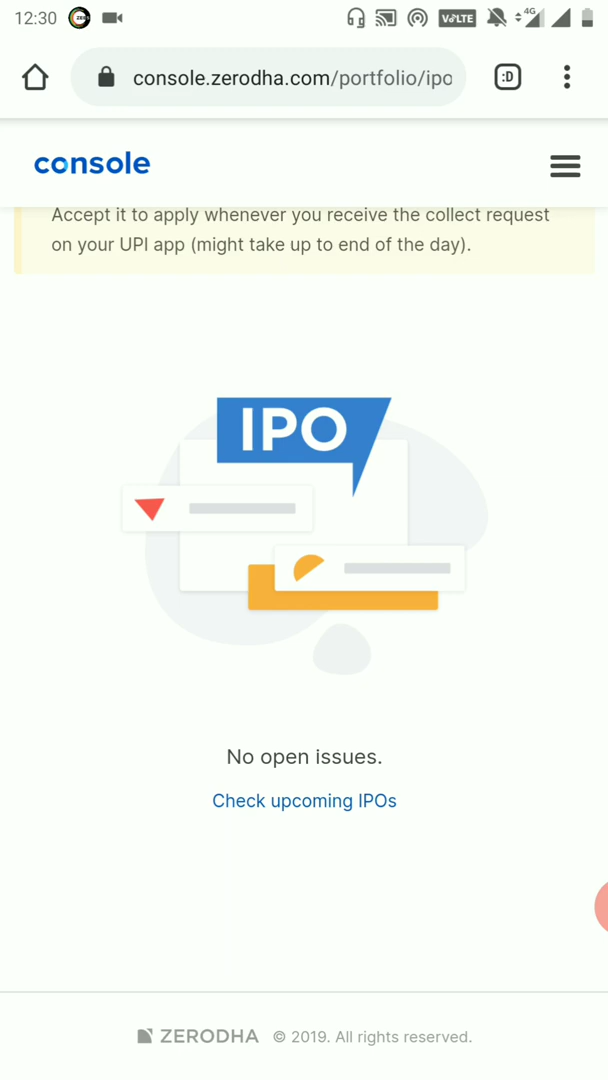 12:30
VoLTE
4G
console.zerodha.com/portfolio/ipo
:D
console
Accept it to apply whenever you receive the collect request
on your UPI app (might take up to end of the day).
IPO
No open issues.
Check upcoming IPOs
ZERODHA © 2019. All rights reserved.